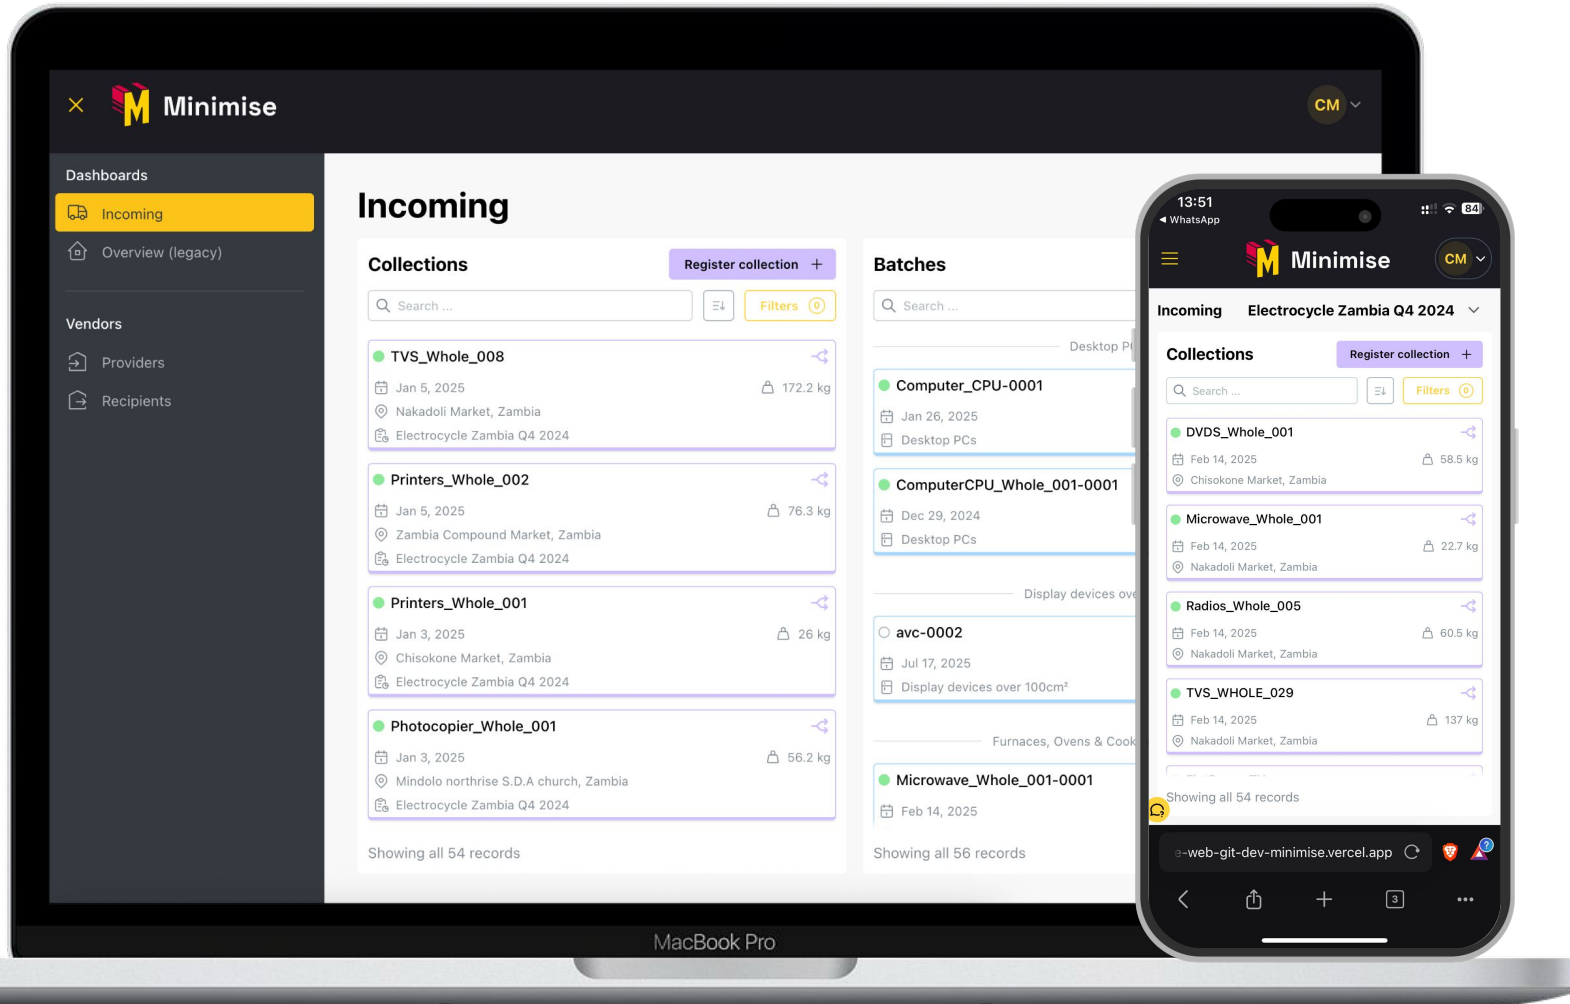 Minimise
CM
Dashboards
Incoming
Overview (legacy)
Vendors
Providers
Recipients
Incoming
Collections
Register collection +
Search ...
Filters 0
TVS_Whole_008
Jan 5, 2025
172.2 kg
Nakadoli Market, Zambia
Electrocycle Zambia Q4 2024
Printers_Whole_002
Jan 5, 2025
76.3 kg
Zambia Compound Market, Zambia
Electrocycle Zambia Q4 2024
Printers_Whole_001
Jan 3, 2025
26 kg
Chisokone Market, Zambia
Electrocycle Zambia Q4 2024
Photocopier_Whole_001
Jan 3, 2025
56.2 kg
Mindolo northrise S.D.A church, Zambia
Electrocycle Zambia Q4 2024
Showing all 54 records
Batches
Search ...
Desktop
Computer_CPU-0001
Jan 26, 2025
Desktop PCs
ComputerCPU_Whole_001-0001
Dec 29, 2024
Desktop PCs
Display devices
avc-0002
Jul 17, 2025
Display devices over 100cm²
Furnaces, Ovens & Cook
Microwave_Whole_001-0001
Feb 14, 2025
Showing all 56 records
MacBook Pro
13:51
WhatsApp
84
Minimise
CM
Incoming
Electrocycle Zambia Q4 2024
Collections
Register collection +
Search ...
Filters 0
DVDS_Whole_001
Feb 14, 2025
58.5 kg
Chisokone Market, Zambia
Microwave_Whole_001
Feb 14, 2025
22.7 kg
Nakadoli Market, Zambia
Radios_Whole_005
Feb 14, 2025
60.5 kg
Nakadoli Market, Zambia
TVS_WHOLE_029
Feb 14, 2025
137 kg
Nakadoli Market, Zambia
Showing all 54 records
e-web-git-dev-minimise.vercel.app
3